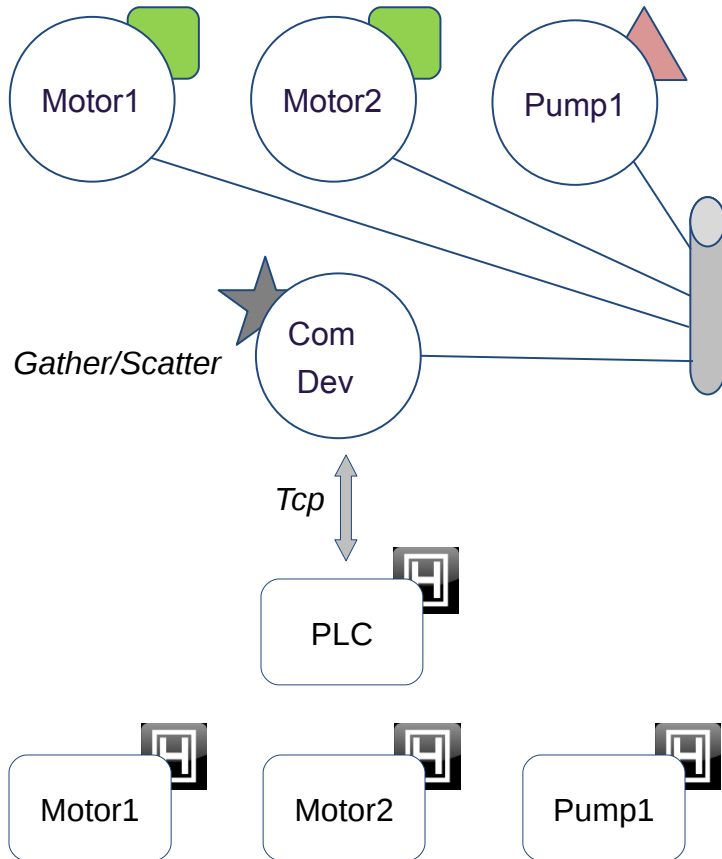 Motor1
Motor2
Pump1
Com
Dev
Gather/Scatter
Tcp
PLC
Motor1
Motor2
Pump1